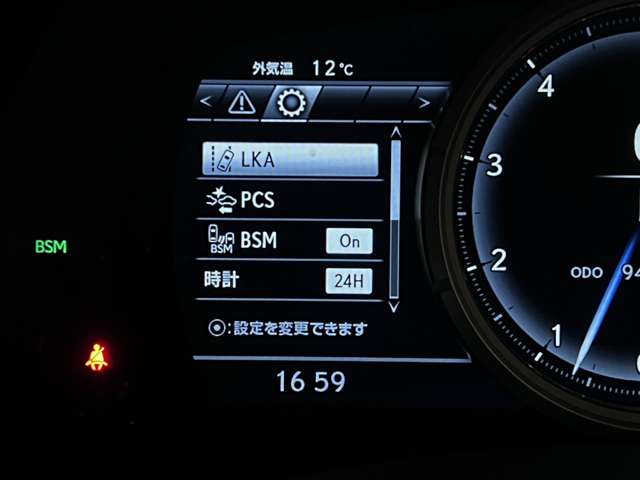 外気温 12°C
< >
LKA
PCS
BSM BSM On
時計 24H
⦿:設定を変更できます
16 59
BSM
4
3
2
1
ODO 94